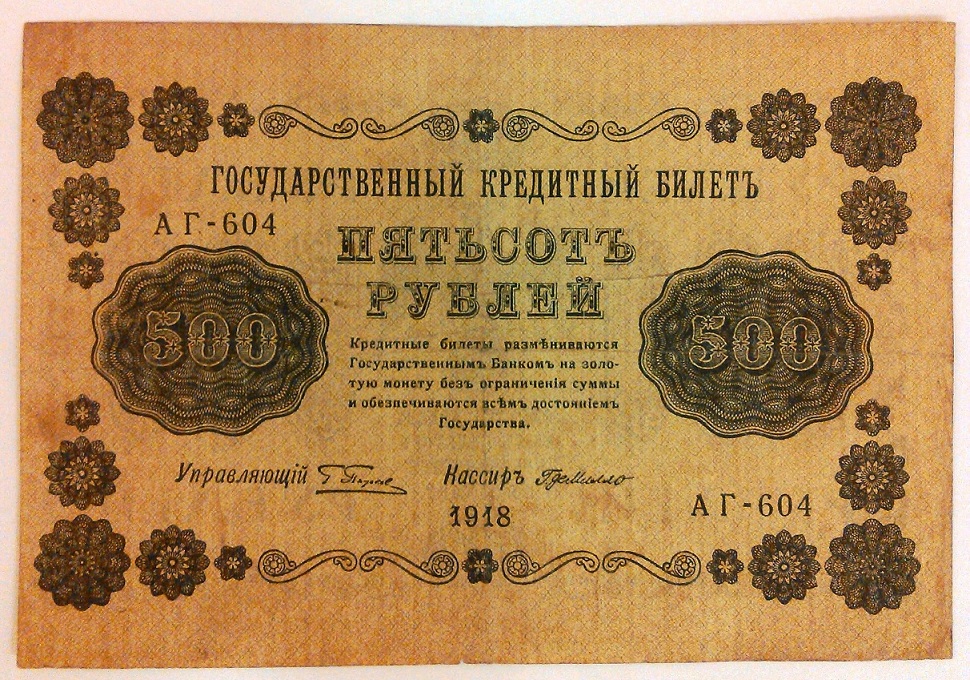 ГОСУДАРСТВЕННЫЙ КРЕДИТНЫЙ БИЛЕТЪ
АГ-604
ПЯТЬСОТЪ
РУБЛЕЙ
500
500
Кредитные билеты размѣниваются
Государственнымъ Банкомъ на золо-
тую монету безъ ограниченія суммы
и обезпечиваются всѣмъ достояніемъ
Государства.
Управляющій
Кассиръ
1918
АГ-604